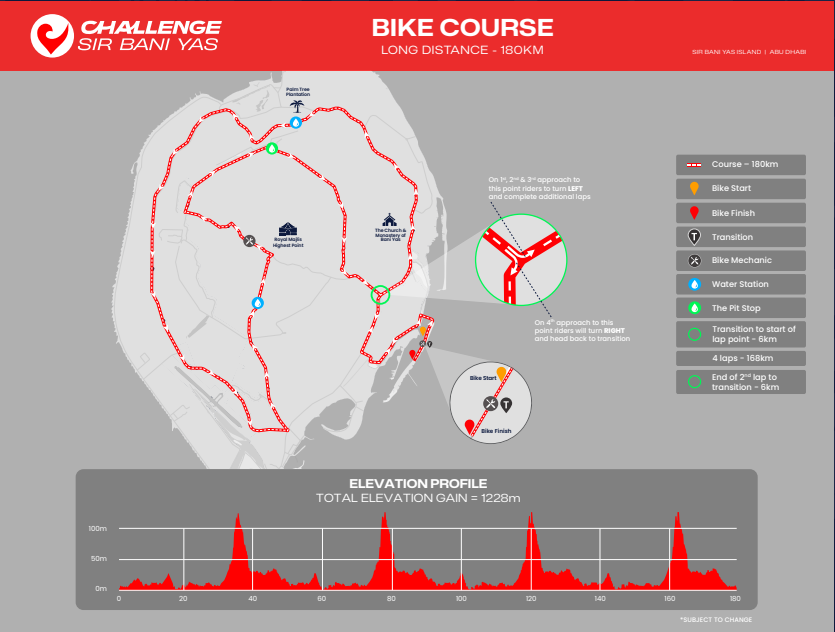 CHALLENGE
SIR BANI YAS
BIKE COURSE
LONG DISTANCE - 180KM
SIR BANI YAS ISLAND | ABU DHABI
Palm Tree
Plantation
Royal Majlis
Highest Point
The Church &
Monastery of
Bani Yas
On 1st, 2nd & 3rd approach to
this point riders to turn LEFT
and complete additional laps
On 4th approach to this
point riders will turn RIGHT
and head back to transition
Bike Start
T
Bike Finish
Course – 180km
Bike Start
Bike Finish
T Transition
Bike Mechanic
Water Station
The Pit Stop
Transition to start of
lap point - 6km
4 laps - 168km
End of 2nd lap to
transition - 6km
ELEVATION PROFILE
TOTAL ELEVATION GAIN = 1228m
100m
50m
0m
0 20 40 60 80 100 120 140 160 180
*SUBJECT TO CHANGE